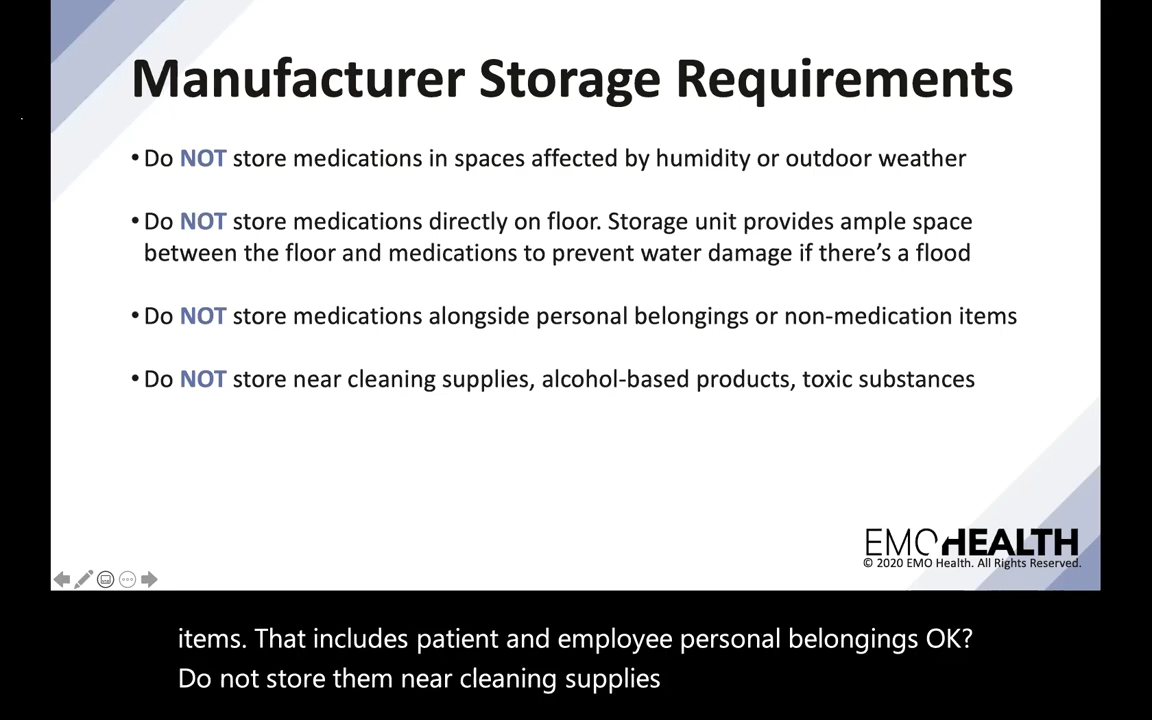 Manufacturer Storage Requirements
• Do NOT store medications in spaces affected by humidity or outdoor weather
• Do NOT store medications directly on floor. Storage unit provides ample space
between the floor and medications to prevent water damage if there’s a flood
• Do NOT store medications alongside personal belongings or non-medication items
• Do NOT store near cleaning supplies, alcohol-based products, toxic substances
EMOHEALTH
© 2020 EMO Health. All Rights Reserved.
items. That includes patient and employee personal belongings OK?
Do not store them near cleaning supplies